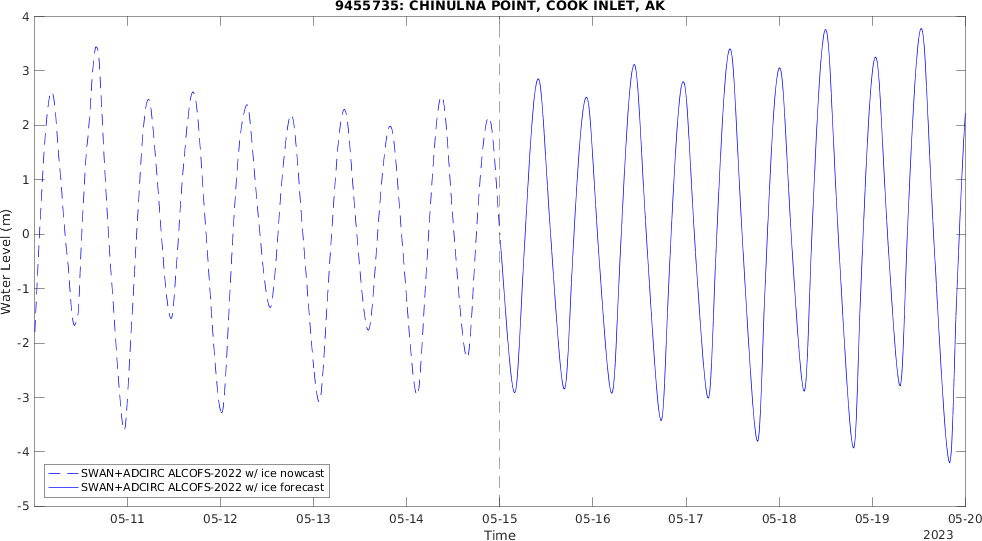 9455735: CHINULNA POINT, COOK INLET, AK
4
3
2
1
0
-1
-2
-3
-4
-5
Water Level (m)
SWAN+ADCIRC ALCOFS-2022 w/ ice nowcast
SWAN+ADCIRC ALCOFS-2022 w/ ice forecast
05-11 05-12 05-13 05-14 05-15 05-16 05-17 05-18 05-19 05-20
Time
2023